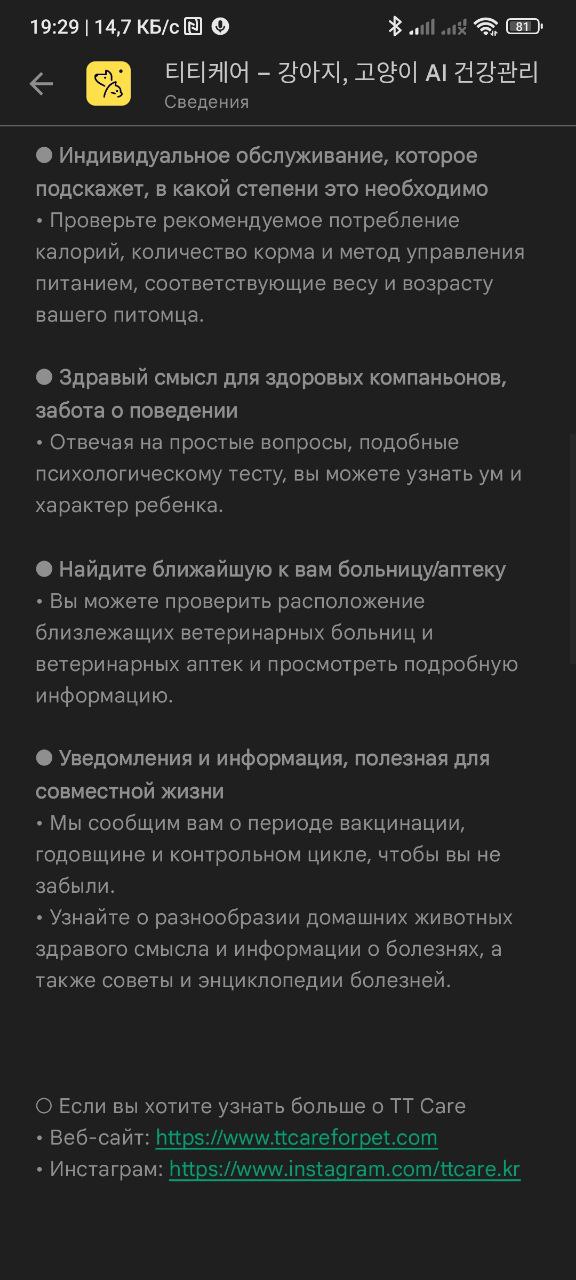 19:29 | 14,7 КБ/с
81
티티케어 – 강아지, 고양이 AI 건강관리
Сведения
● Индивидуальное обслуживание, которое
подскажет, в какой степени это необходимо
• Проверьте рекомендуемое потребление
калорий, количество корма и метод управления
питанием, соответствующие весу и возрасту
вашего питомца.
● Здравый смысл для здоровых компаньонов,
забота о поведении
• Отвечая на простые вопросы, подобные
психологическому тесту, вы можете узнать ум и
характер ребенка.
● Найдите ближайшую к вам больницу/аптеку
• Вы можете проверить расположение
близлежащих ветеринарных больниц и
ветеринарных аптек и просмотреть подробную
информацию.
● Уведомления и информация, полезная для
совместной жизни
• Мы сообщим вам о периоде вакцинации,
годовщине и контрольном цикле, чтобы вы не
забыли.
• Узнайте о разнообразии домашних животных
здравого смысла и информации о болезнях, а
также советы и энциклопедии болезней.
○ Если вы хотите узнать больше о TT Care
• Веб-сайт: https://www.ttcareforpet.com
• Инстаграм: https://www.instagram.com/ttcare.kr